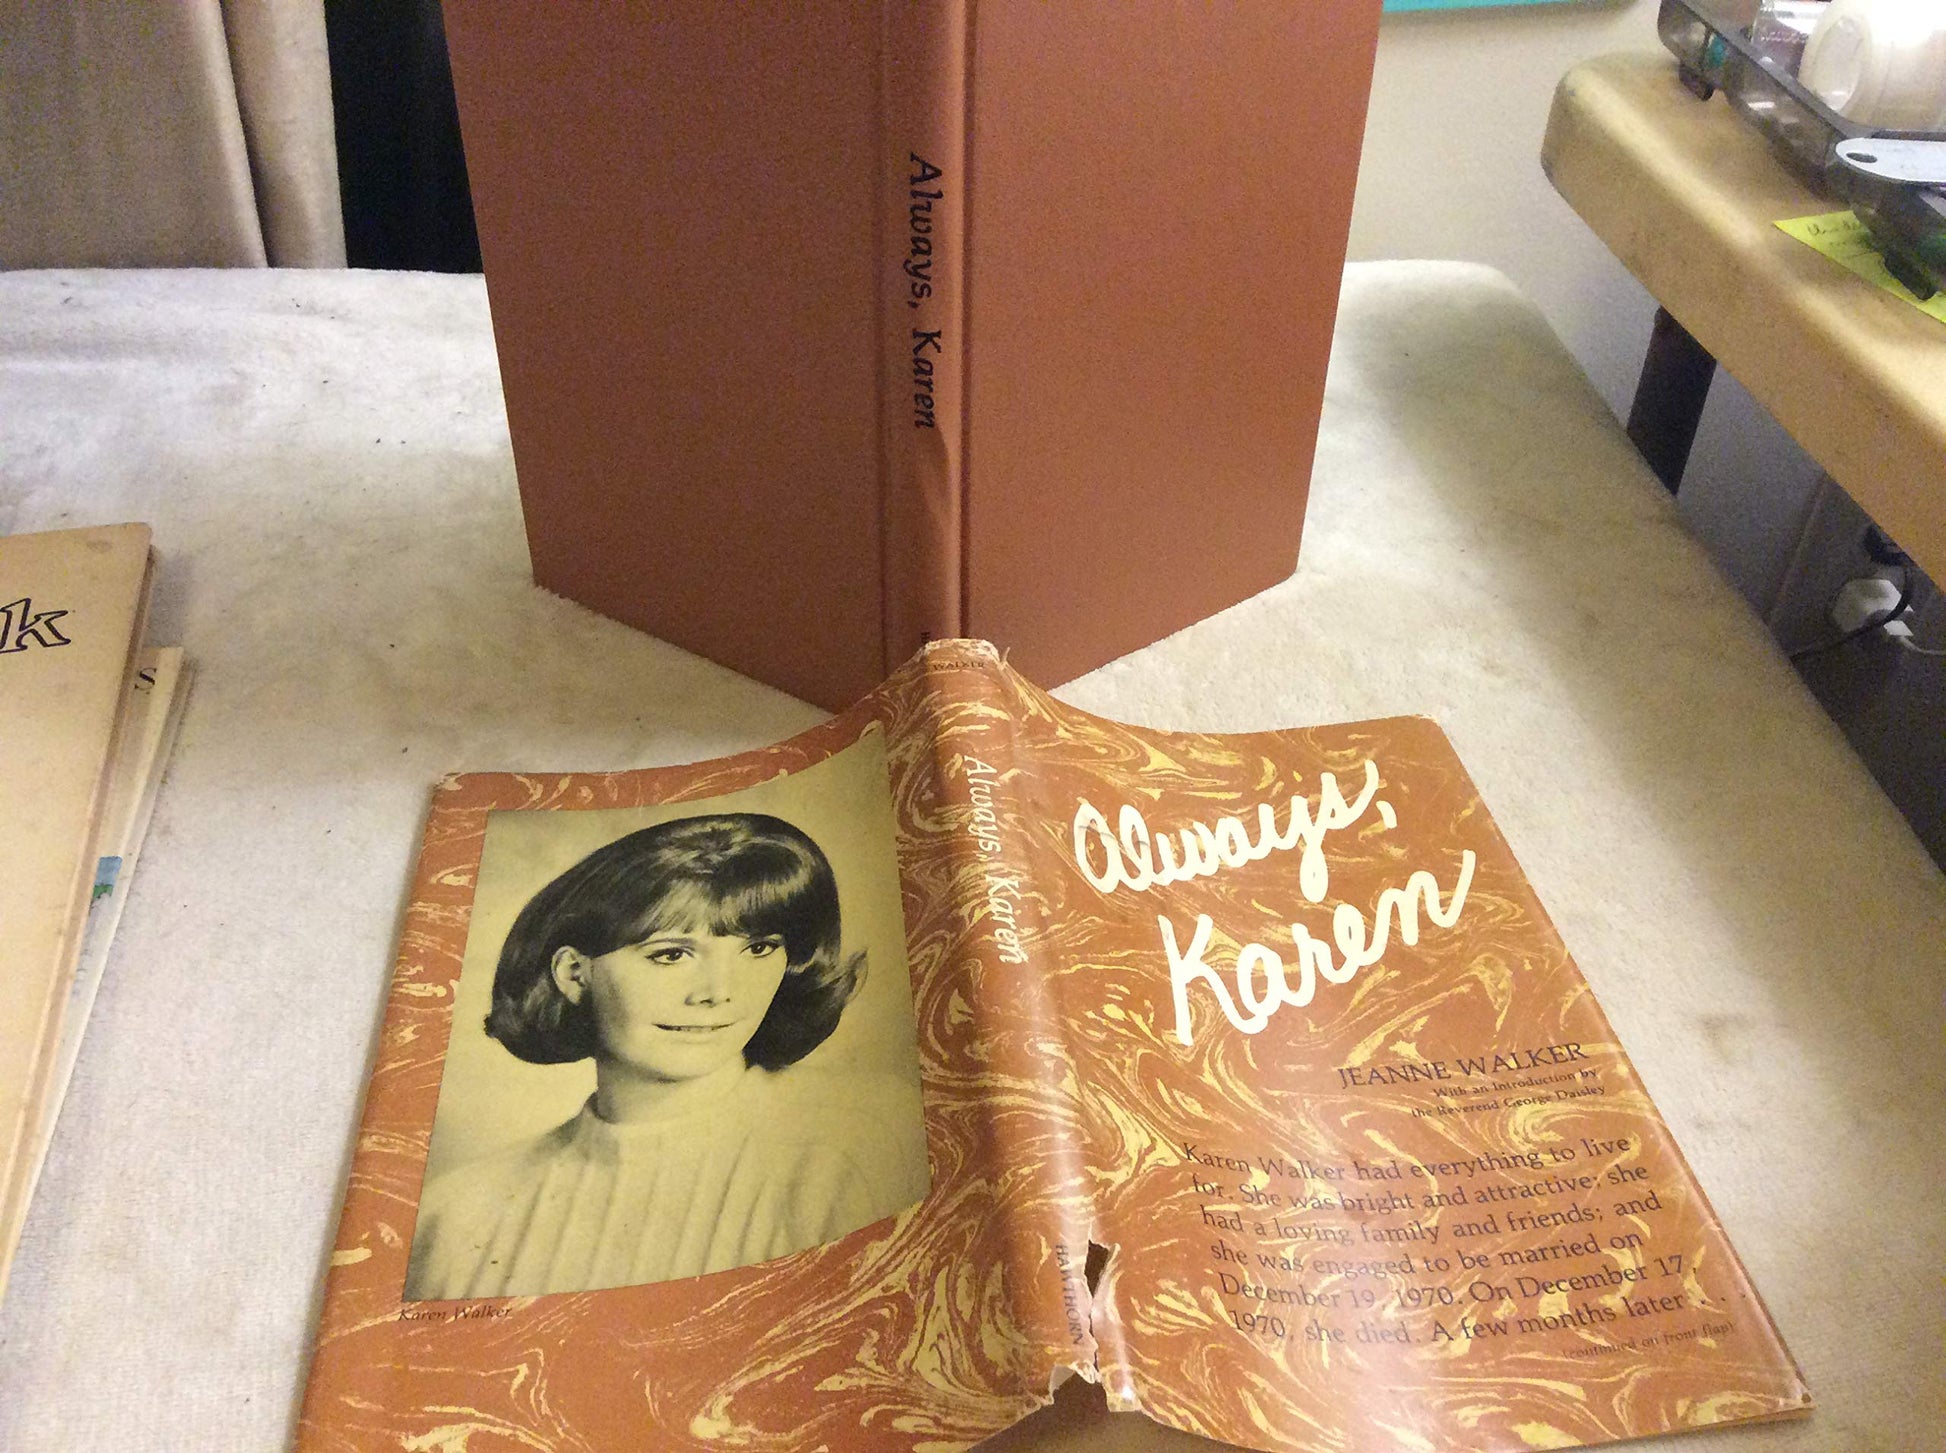 Always, Karen
k
S
WALKER
Always, Karen
HAWTHORN
Always,
Karen
JEANNE WALKER
With an Introduction by
the Reverend George Daisley
Karen Walker had everything to live
for. She was bright and attractive; she
had a loving family and friends; and
she was engaged to be married on
December 19, 1970. On December 17,
1970, she died. A few months later . . .
(continued on front flap)
Karen Walker